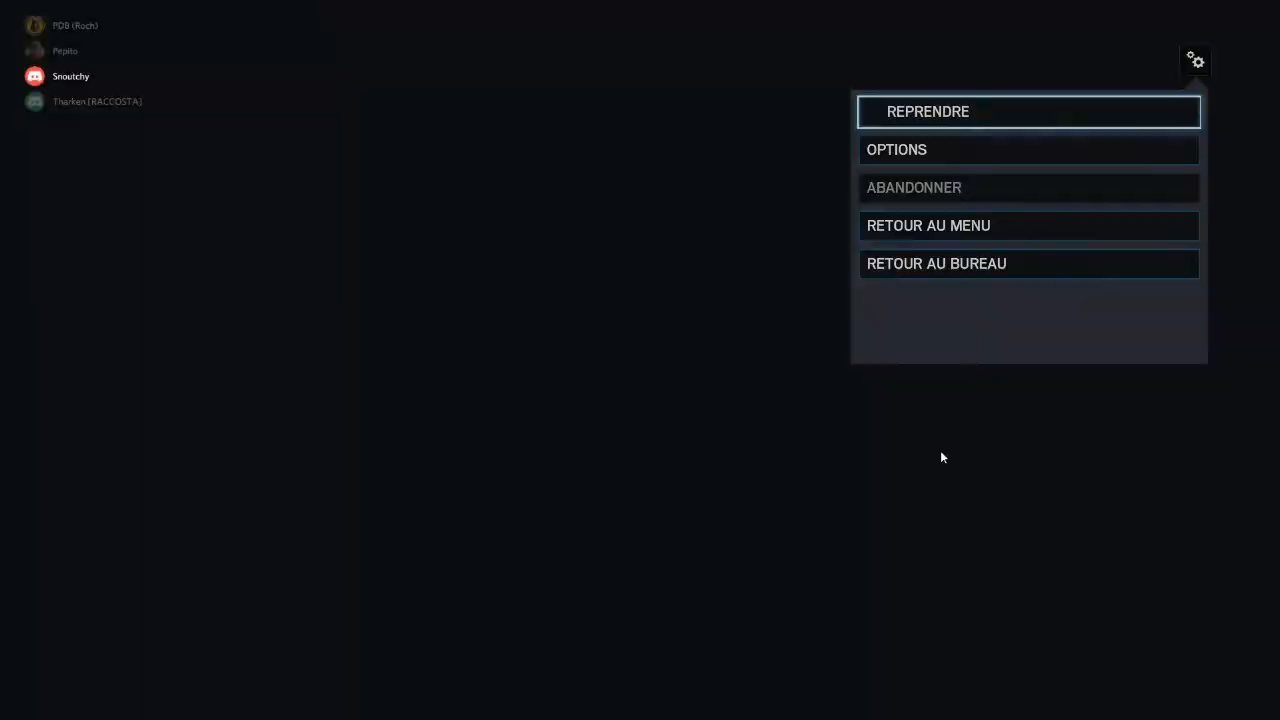 PDB (Roch)
Pepito
Snoutchy
Tharken [RACCOSTA]
REPRENDRE
OPTIONS
ABANDONNER
RETOUR AU MENU
RETOUR AU BUREAU